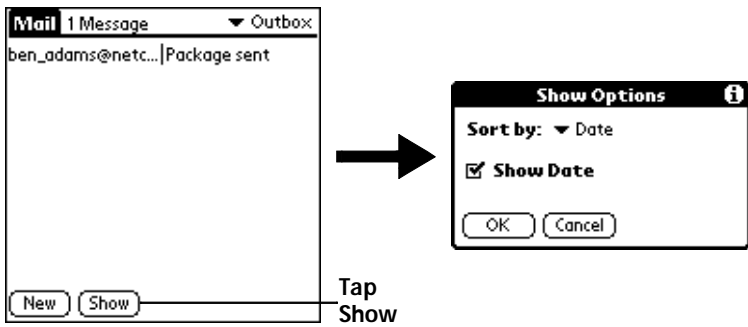 Mail 1 Message Outbox
ben_adams@netc...|Package sent
New Show
Tap
Show
Show Options
Sort by: Date
Show Date
OK Cancel